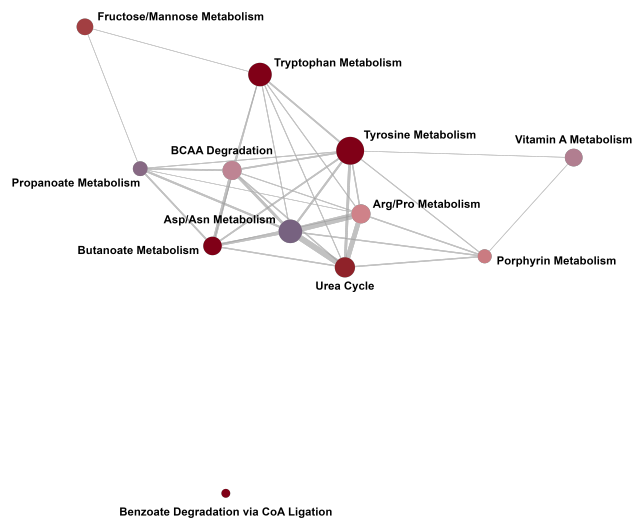 Fructose/Mannose Metabolism
Tryptophan Metabolism
Tyrosine Metabolism
Vitamin A Metabolism
BCAA Degradation
Propanoate Metabolism
Arg/Pro Metabolism
Asp/Asn Metabolism
Butanoate Metabolism
Porphyrin Metabolism
Urea Cycle
Benzoate Degradation via CoA Ligation